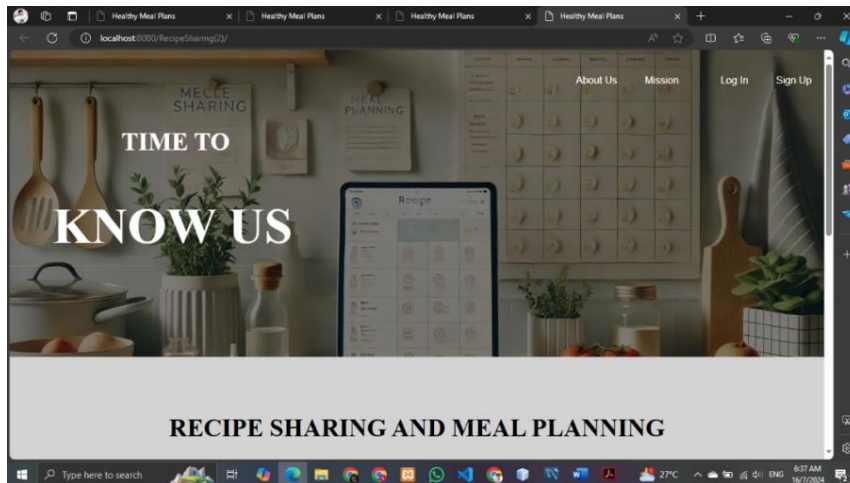 Healthy Meal Plans
Healthy Meal Plans
Healthy Meal Plans
Healthy Meal Plans
localhost:8080/RecipeSharing(2)/
About Us
Mission
Log In
Sign Up
MECLE
SHARING
MEAL
PLANNING
TIME TO
KNOW US
RECIPE SHARING AND MEAL PLANNING
Type here to search
27°C
ENG
6:37 AM
16/7/2024